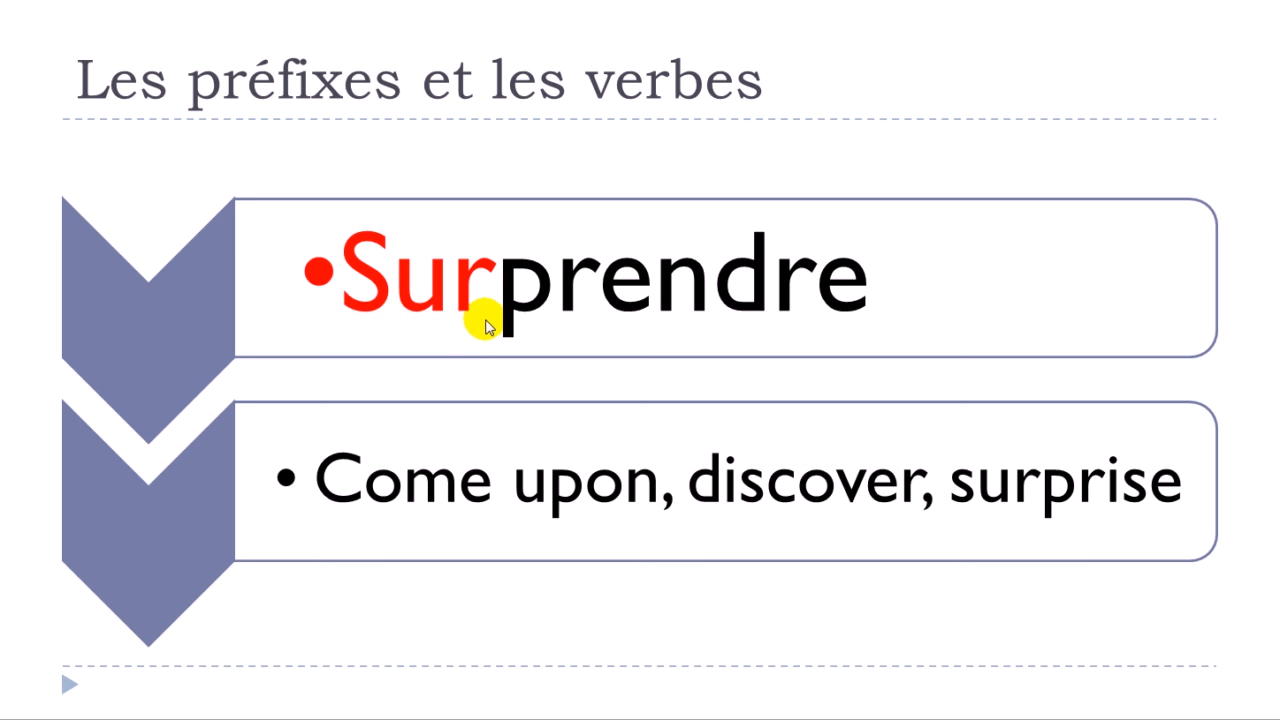 Les préfixes et les verbes
•Surprendre
• Come upon, discover, surprise